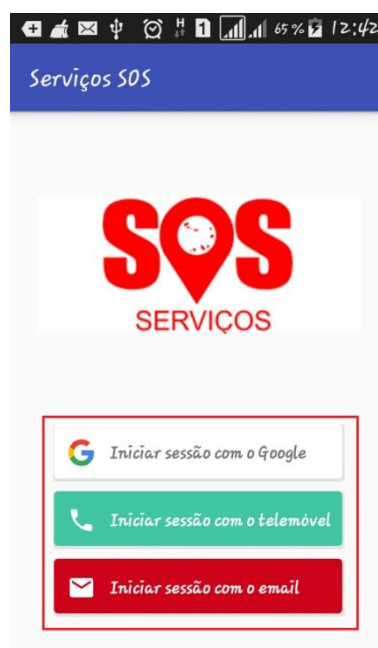 H 1 65% 12:42
Serviços SOS
SOS
SERVIÇOS
G Iniciar sessão com o Google
Iniciar sessão com o telemóvel
Iniciar sessão com o email